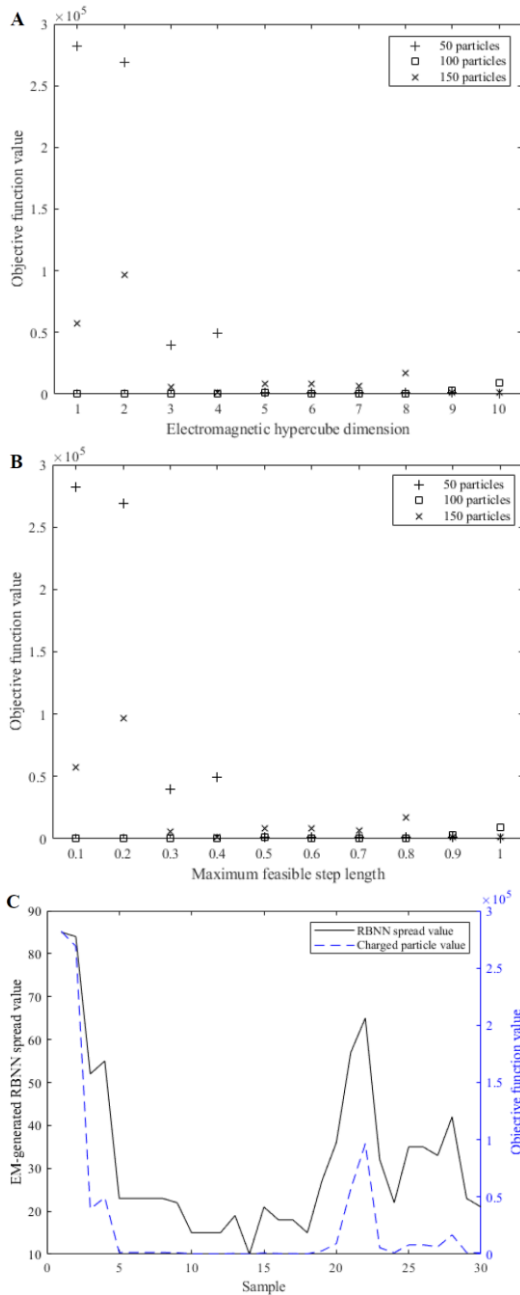 A
×10^5
3
2.5
2
1.5
1
0.5
0
Objective function value
50 particles
100 particles
150 particles
1 2 3 4 5 6 7 8 9 10
Electromagnetic hypercube dimension
B
×10^5
3
2.5
2
1.5
1
0.5
0
Objective function value
50 particles
100 particles
150 particles
0.1 0.2 0.3 0.4 0.5 0.6 0.7 0.8 0.9 1
Maximum feasible step length
C
90
80
70
60
50
40
30
20
10
EM-generated RBNN spread value
RBNN spread value
Charged particle value
×10^5
3
2.5
2
1.5
1
0.5
0
Objective function value
0 5 10 15 20 25 30
Sample